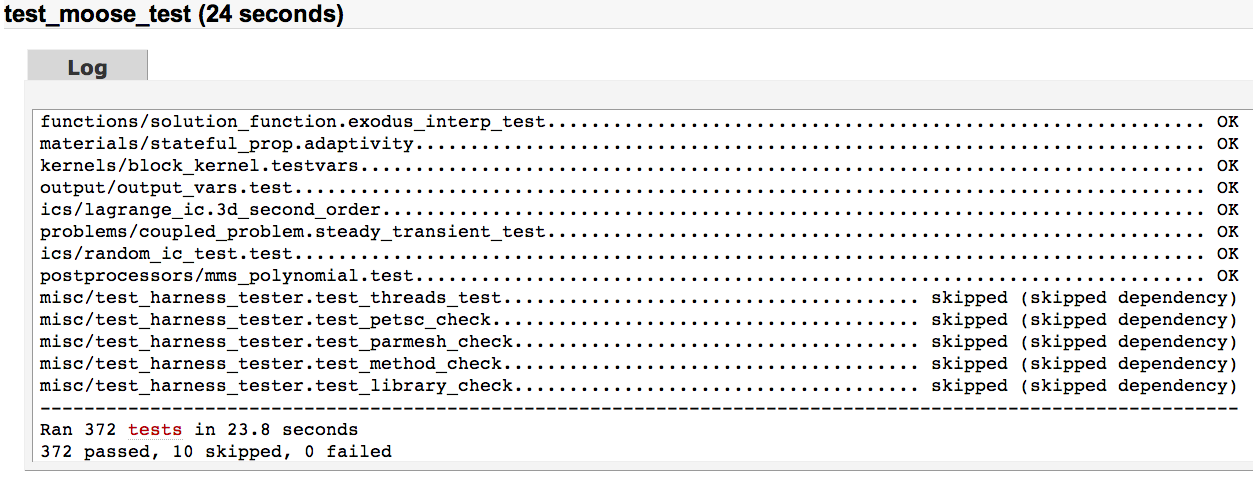 test_moose_test (24 seconds)
Log
functions/solution_function.exodus_interp_test............................................................ OK
materials/stateful_prop.adaptivity........................................................................ OK
kernels/block_kernel.testvars............................................................................. OK
output/output_vars.test................................................................................... OK
ics/lagrange_ic.3d_second_order........................................................................... OK
problems/coupled_problem.steady_transient_test............................................................ OK
ics/random_ic_test.test................................................................................... OK
postprocessors/mms_polynomial.test........................................................................ OK
misc/test_harness_tester.test_threads_test...................................... skipped (skipped dependency)
misc/test_harness_tester.test_petsc_check....................................... skipped (skipped dependency)
misc/test_harness_tester.test_parmesh_check..................................... skipped (skipped dependency)
misc/test_harness_tester.test_method_check...................................... skipped (skipped dependency)
misc/test_harness_tester.test_library_check..................................... skipped (skipped dependency)
-------------------------------------------------------------------------------------------------------------
Ran 372 tests in 23.8 seconds
372 passed, 10 skipped, 0 failed